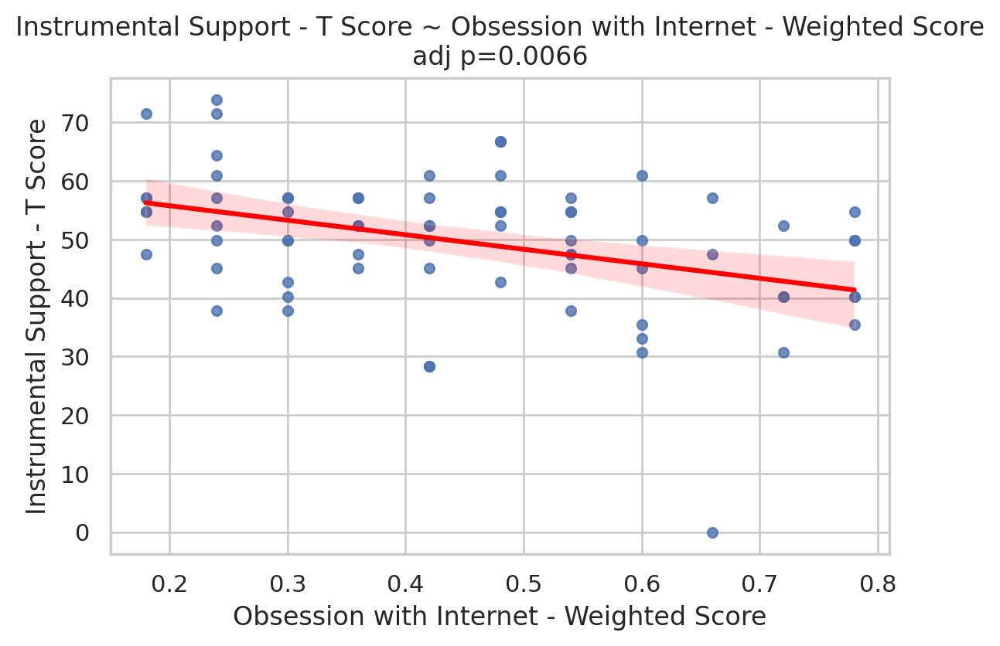 Instrumental Support - T Score ~ Obsession with Internet - Weighted Score
adj p=0.0066
Instrumental Support - T Score
70
60
50
40
30
20
10
0
0.2 0.3 0.4 0.5 0.6 0.7 0.8
Obsession with Internet - Weighted Score